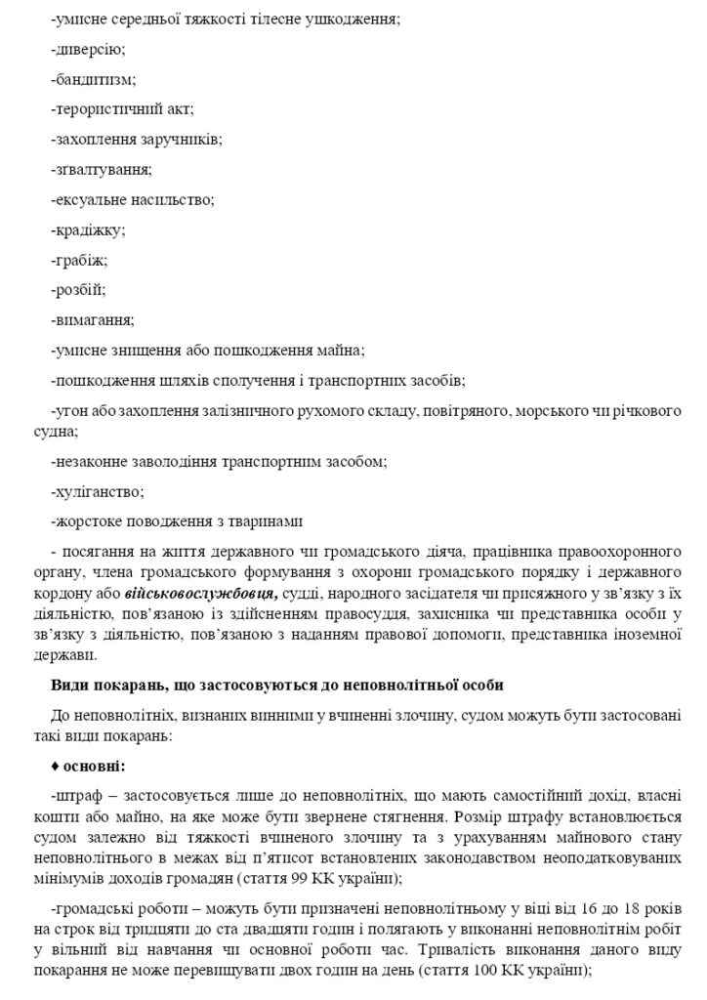 -умисне середньої тяжкості тілесне ушкодження;
-диверсію;
-бандитизм;
-терористичний акт;
-захоплення заручників;
-зґвалтування;
-ексуальне насильство;
-крадіжку;
-грабіж;
-розбій;
-вимагання;
-умисне знищення або пошкодження майна;
-пошкодження шляхів сполучення і транспортних засобів;
-угон або захоплення залізничного рухомого складу, повітряного, морського чи річкового
судна;
-незаконне заволодіння транспортним засобом;
-хуліганство;
-жорстоке поводження з тваринами
- посягання на життя державного чи громадського діяча, працівника правоохоронного
органу, члена громадського формування з охорони громадського порядку і державного
кордону або військовослужбовця, судді, народного засідателя чи присяжного у зв’язку з їх
діяльністю, пов’язаною із здійсненням правосуддя, захисника чи представника особи у
зв’язку з діяльністю, пов’язаною з наданням правової допомоги, представника іноземної
держави.
Види покарань, що застосовуються до неповнолітньої особи
До неповнолітніх, визнаних винними у вчиненні злочину, судом можуть бути застосовані
такі види покарань:
♦ основні:
-штраф – застосовується лише до неповнолітніх, що мають самостійний дохід, власні
кошти або майно, на яке може бути звернене стягнення. Розмір штрафу встановлюється
судом залежно від тяжкості вчиненого злочину та з урахуванням майнового стану
неповнолітнього в межах від п’ятисот встановлених законодавством неоподатковуваних
мінімумів доходів громадян (стаття 99 КК україни);
-громадські роботи – можуть бути призначені неповнолітньому у віці від 16 до 18 років
на строк від тридцяти до ста двадцяти годин і полягають у виконанні неповнолітнім робіт
у вільний від навчання чи основної роботи час. Тривалість виконання даного виду
покарання не може перевищувати двох годин на день (стаття 100 КК україни);